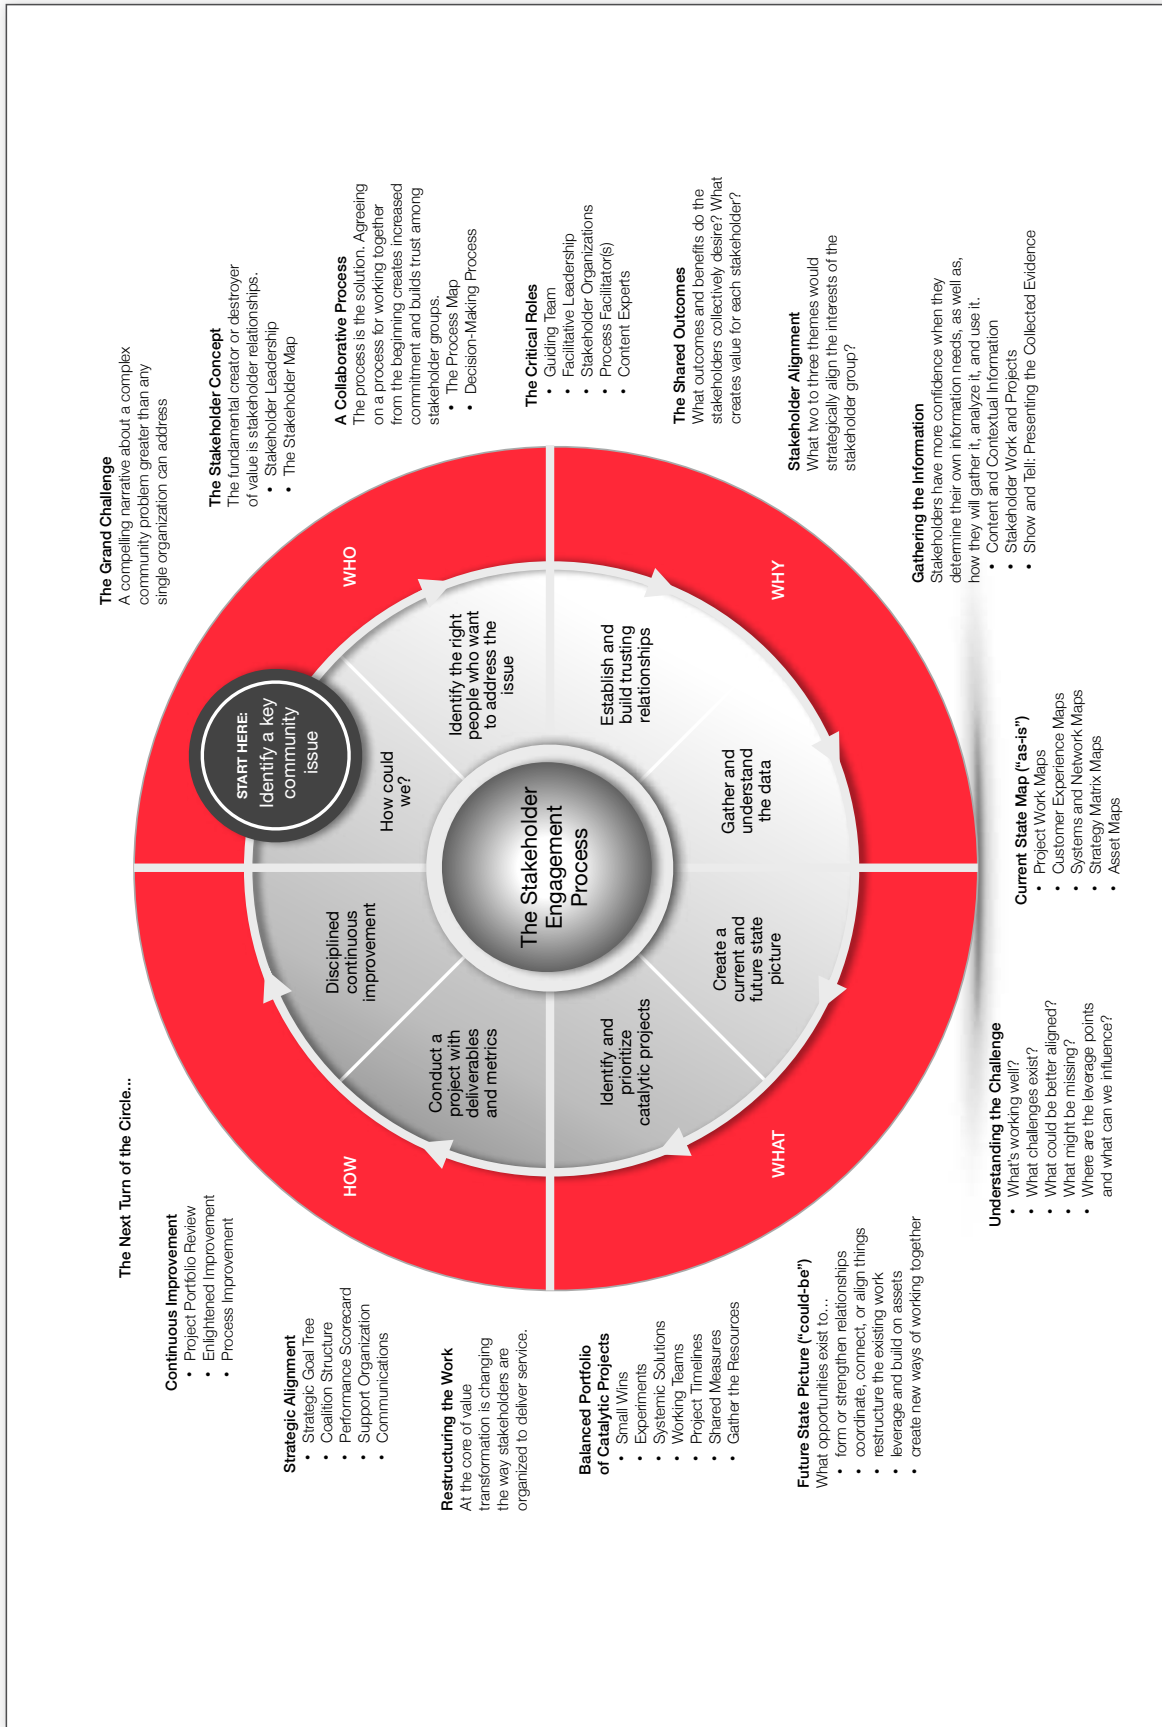 The Grand Challenge
A compelling narrative about a complex
community problem greater than any
single organization can address
The Stakeholder Concept
The fundamental creator or destroyer
of value is stakeholder relationships.
• Stakeholder Leadership
• The Stakeholder Map
A Collaborative Process
The process is the solution. Agreeing
on a process for working together
from the beginning creates increased
commitment and builds trust among
stakeholder groups.
• The Process Map
• Decision-Making Process
The Critical Roles
• Guiding Team
• Facilitative Leadership
• Stakeholder Organizations
• Process Facilitator(s)
• Content Experts
The Shared Outcomes
What outcomes and benefits do the
stakeholders collectively desire? What
creates value for each stakeholder?
Stakeholder Alignment
What two to three themes would
strategically align the interests of the
stakeholder group?
Gathering the Information
Stakeholders have more confidence when they
determine their own information needs, as well as,
how they will gather it, analyze it, and use it.
• Content and Contextual Information
• Stakeholder Work and Projects
• Show and Tell: Presenting the Collected Evidence
Current State Map (“as-is”)
• Project Work Maps
• Customer Experience Maps
• Systems and Network Maps
• Strategy Matrix Maps
• Asset Maps
Understanding the Challenge
• What’s working well?
• What challenges exist?
• What could be better aligned?
• What might be missing?
• Where are the leverage points
and what can we influence?
Future State Picture (“could-be”)
What opportunities exist to…
• form or strengthen relationships
• coordinate, connect, or align things
• restructure the existing work
• leverage and build on assets
• create new ways of working together
Balanced Portfolio
of Catalytic Projects
• Small Wins
• Experiments
• Systemic Solutions
• Working Teams
• Project Timelines
• Shared Measures
• Gather the Resources
Restructuring the Work
At the core of value
transformation is changing
the way stakeholders are
organized to deliver service.
Strategic Alignment
• Strategic Goal Tree
• Coalition Structure
• Performance Scorecard
• Support Organization
• Communications
Continuous Improvement
• Project Portfolio Review
• Enlightened Improvement
• Process Improvement
The Next Turn of the Circle...
START HERE:
Identify a key
community
issue
WHO
WHY
WHAT
HOW
How could
we?
Identify the right
people who want
to address the
issue
Establish and
build trusting
relationships
Gather and
understand
the data
Create a
current and
future state
picture
Identify and
prioritize
catalytic projects
Conduct a
project with
deliverables
and metrics
Disciplined
continuous
improvement
The Stakeholder
Engagement
Process